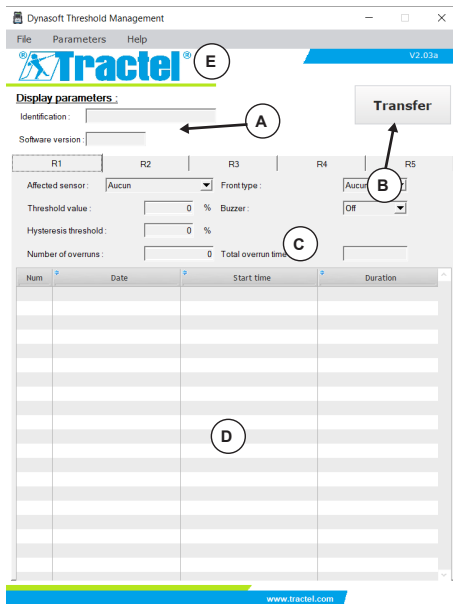 Dynasoft Threshold Management
File Parameters Help
® Tractel ® E
V2.03a
Display parameters :
Identification :
A
Transfer
Software version :
R1 R2 R3 R4 R5
Affected sensor : Aucun Front type : Aucun B
Threshold value : 0 % Buzzer : Off
Hysteresis threshold : 0 %
C
Number of overruns : 0 Total overrun time
Num Date Start time Duration
D
www.tractel.com